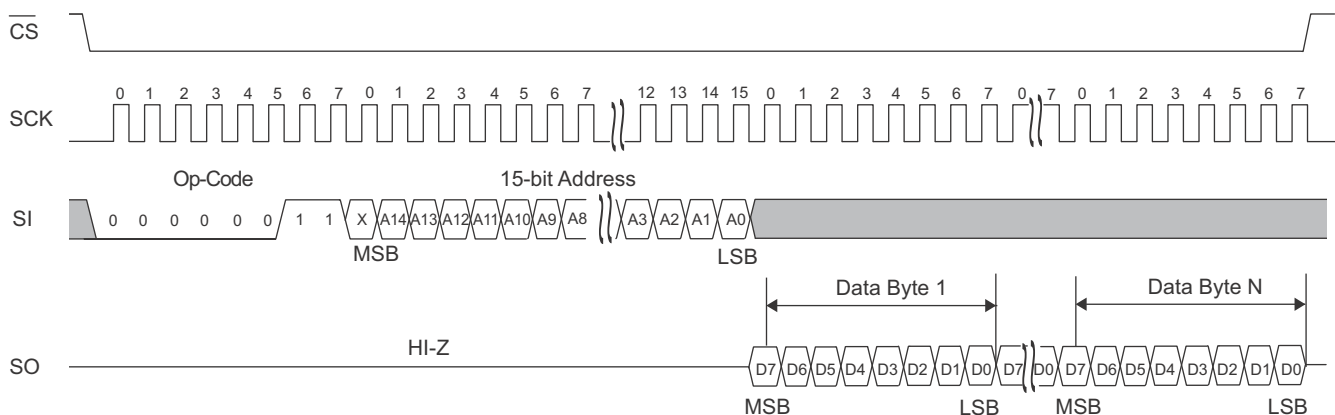 CS
0 1 2 3 4 5 6 7 0 1 2 3 4 5 6 7 12 13 14 15 0 1 2 3 4 5 6 7 0 7 0 1 2 3 4 5 6 7
SCK
Op-Code 15-bit Address
SI 0 0 0 0 0 0 1 1 X A14 A13 A12 A11 A10 A9 A8 A3 A2 A1 A0
MSB LSB
Data Byte 1 Data Byte N
HI-Z
SO D7 D6 D5 D4 D3 D2 D1 D0 D7 D0 D7 D6 D5 D4 D3 D2 D1 D0
MSB LSB MSB LSB